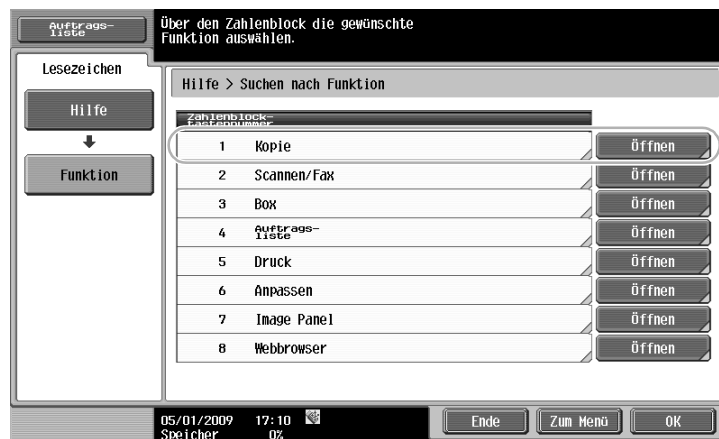 Auftrags-
liste
Über den Zahlenblock die gewünschte
Funktion auswählen.
Lesezeichen
Hilfe
Funktion
Hilfe > Suchen nach Funktion
Zahlenblock-
tastennummer
1 Kopie Öffnen
2 Scannen/Fax Öffnen
3 Box Öffnen
4 Auftrags-
liste Öffnen
5 Druck Öffnen
6 Anpassen Öffnen
7 Image Panel Öffnen
8 Webbrowser Öffnen
05/01/2009 17:10
Speicher 0%
Ende Zum Menü OK